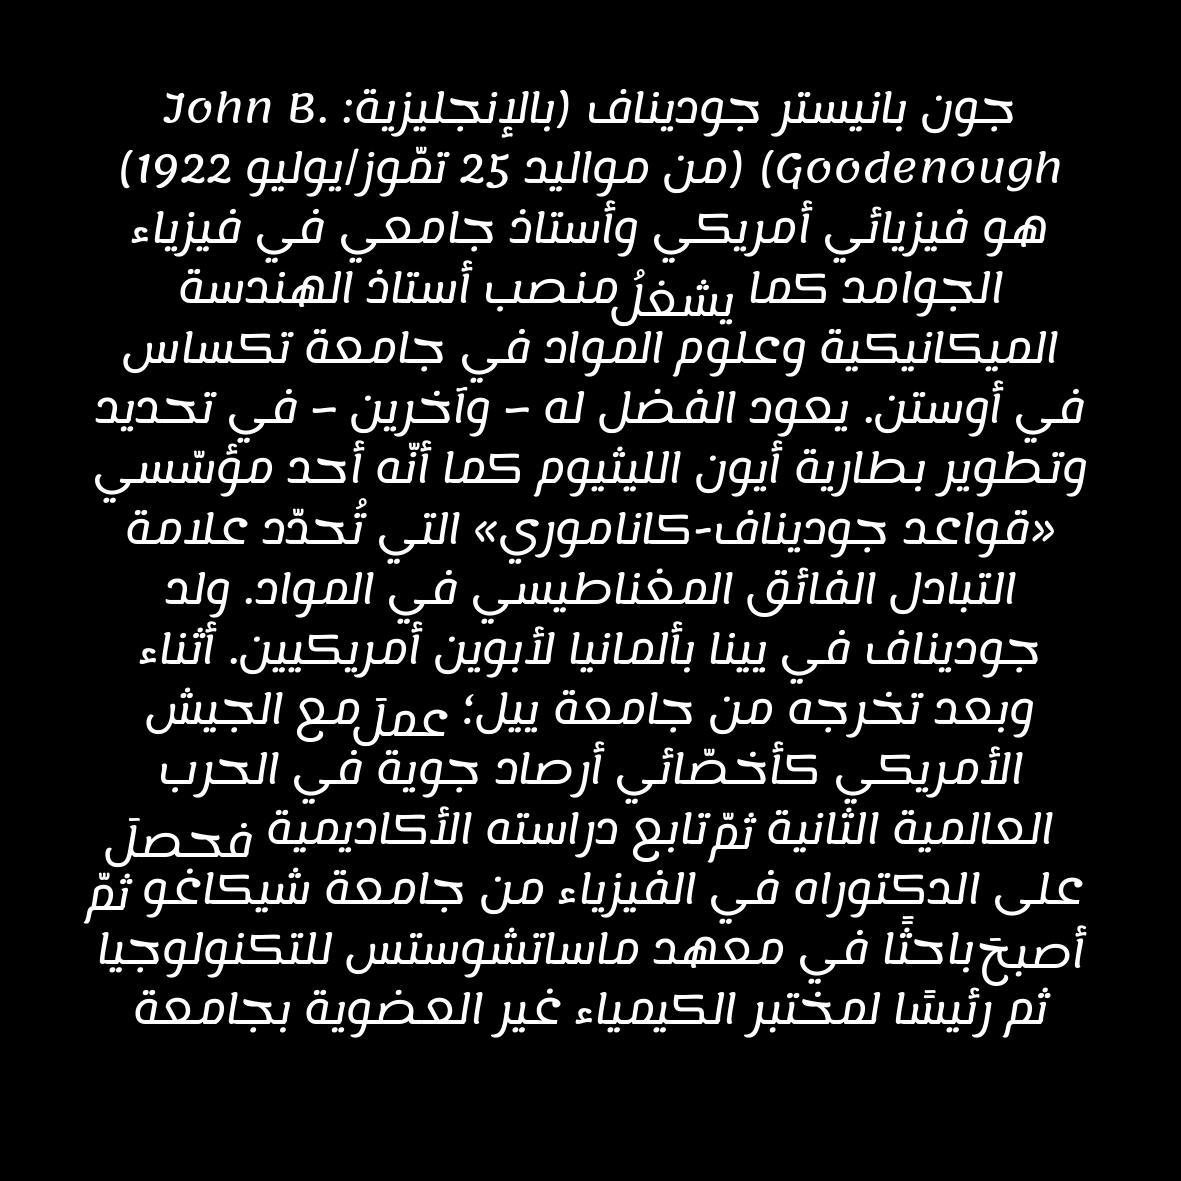 جون بانيستر جوديناف (بالإنجليزية: John B.
Goodenough) (من مواليد 25 تمّوز/يوليو 1922)
هو فيزيائي أمريكي وأستاذ جامعي في فيزياء
الجوامد كما يشغلُ منصب أستاذ الهندسة
الميكانيكية وعلوم المواد في جامعة تكساس
في أوستن. يعود الفضل له – وآخرين – في تحديد
وتطوير بطارية أيون الليثيوم كما أنّه أحد مؤسّسي
«قواعد جوديناف-كاناموري» التي تُحدّد علامة
التبادل الفائق المغناطيسي في المواد. ولد
جوديناف في يينا بألمانيا لأبوين أمريكيين. أثناء
وبعد تخرجه من جامعة ييل؛ عملَ مع الجيش
الأمريكي كأخصّائي أرصاد جوية في الحرب
العالمية الثانية ثمّ تابع دراسته الأكاديمية فحصلَ
على الدكتوراه في الفيزياء من جامعة شيكاغو ثمّ
أصبحَ باحثًا في معهد ماساتشوستس للتكنولوجيا
ثم رئيسًا لمختبر الكيمياء غير العضوية بجامعة